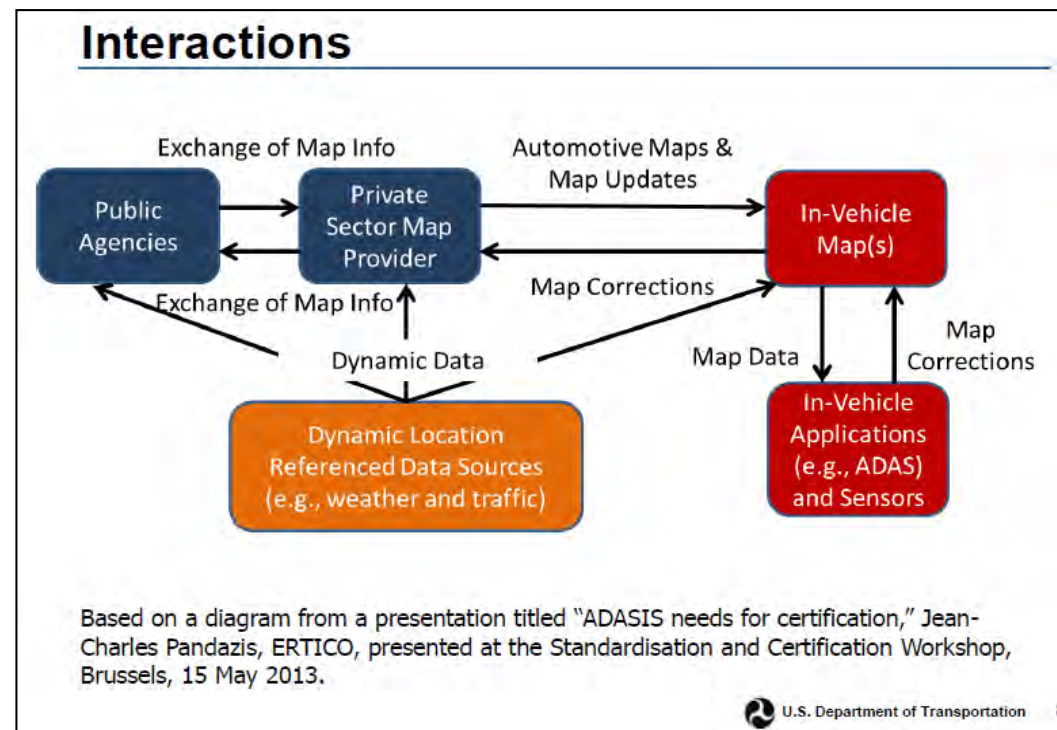 Interactions
Exchange of Map Info
Automotive Maps &
Map Updates
Public
Agencies
Private
Sector Map
Provider
In-Vehicle
Map(s)
Exchange of Map Info
Map Corrections
Dynamic Data
Map Data
Map
Corrections
Dynamic Location
Referenced Data Sources
(e.g., weather and traffic)
In-Vehicle
Applications
(e.g., ADAS)
and Sensors
Based on a diagram from a presentation titled “ADASIS needs for certification,” Jean-
Charles Pandazis, ERTICO, presented at the Standardisation and Certification Workshop,
Brussels, 15 May 2013.
U.S. Department of Transportation